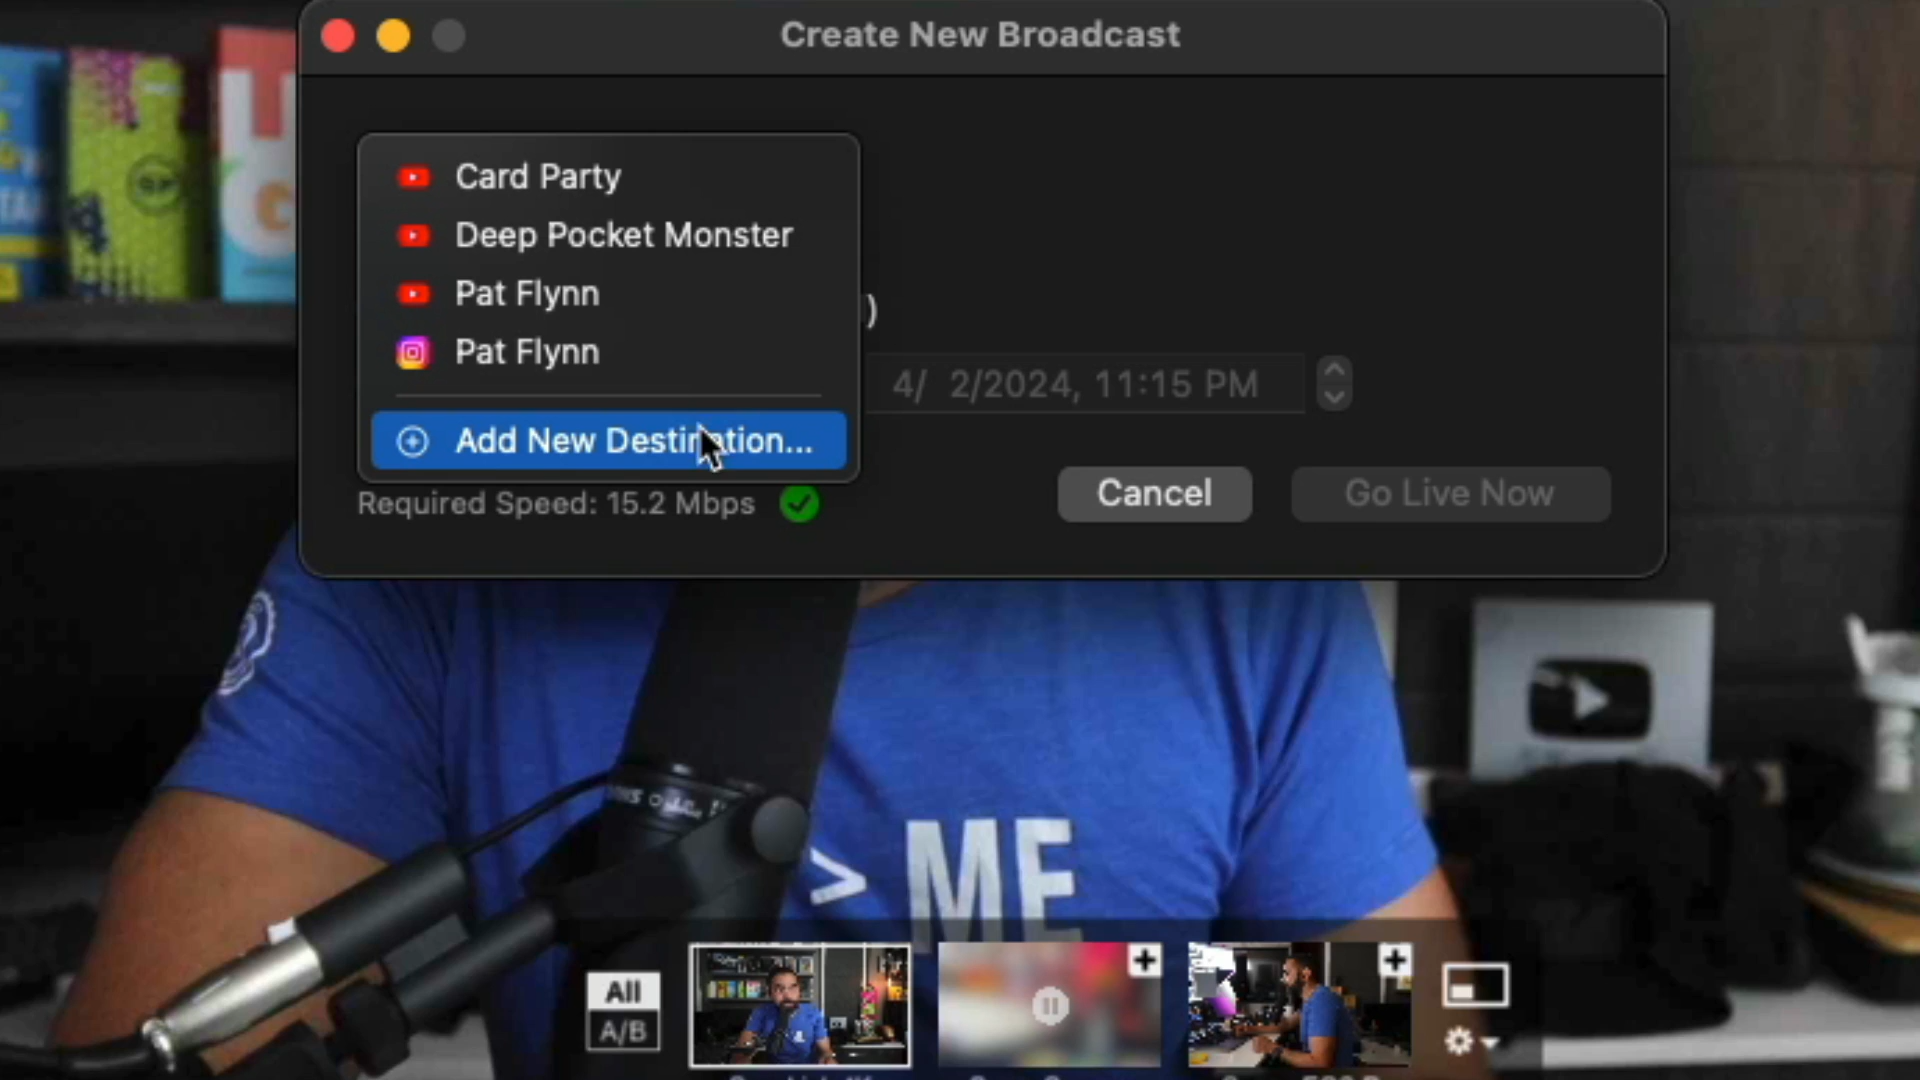 Create New Broadcast
Card Party
Deep Pocket Monster
Pat Flynn
Pat Flynn
)
4/ 2/2024, 11:15 PM
Add New Destination...
Required Speed: 15.2 Mbps
Cancel
Go Live Now
> ME
All
A/B